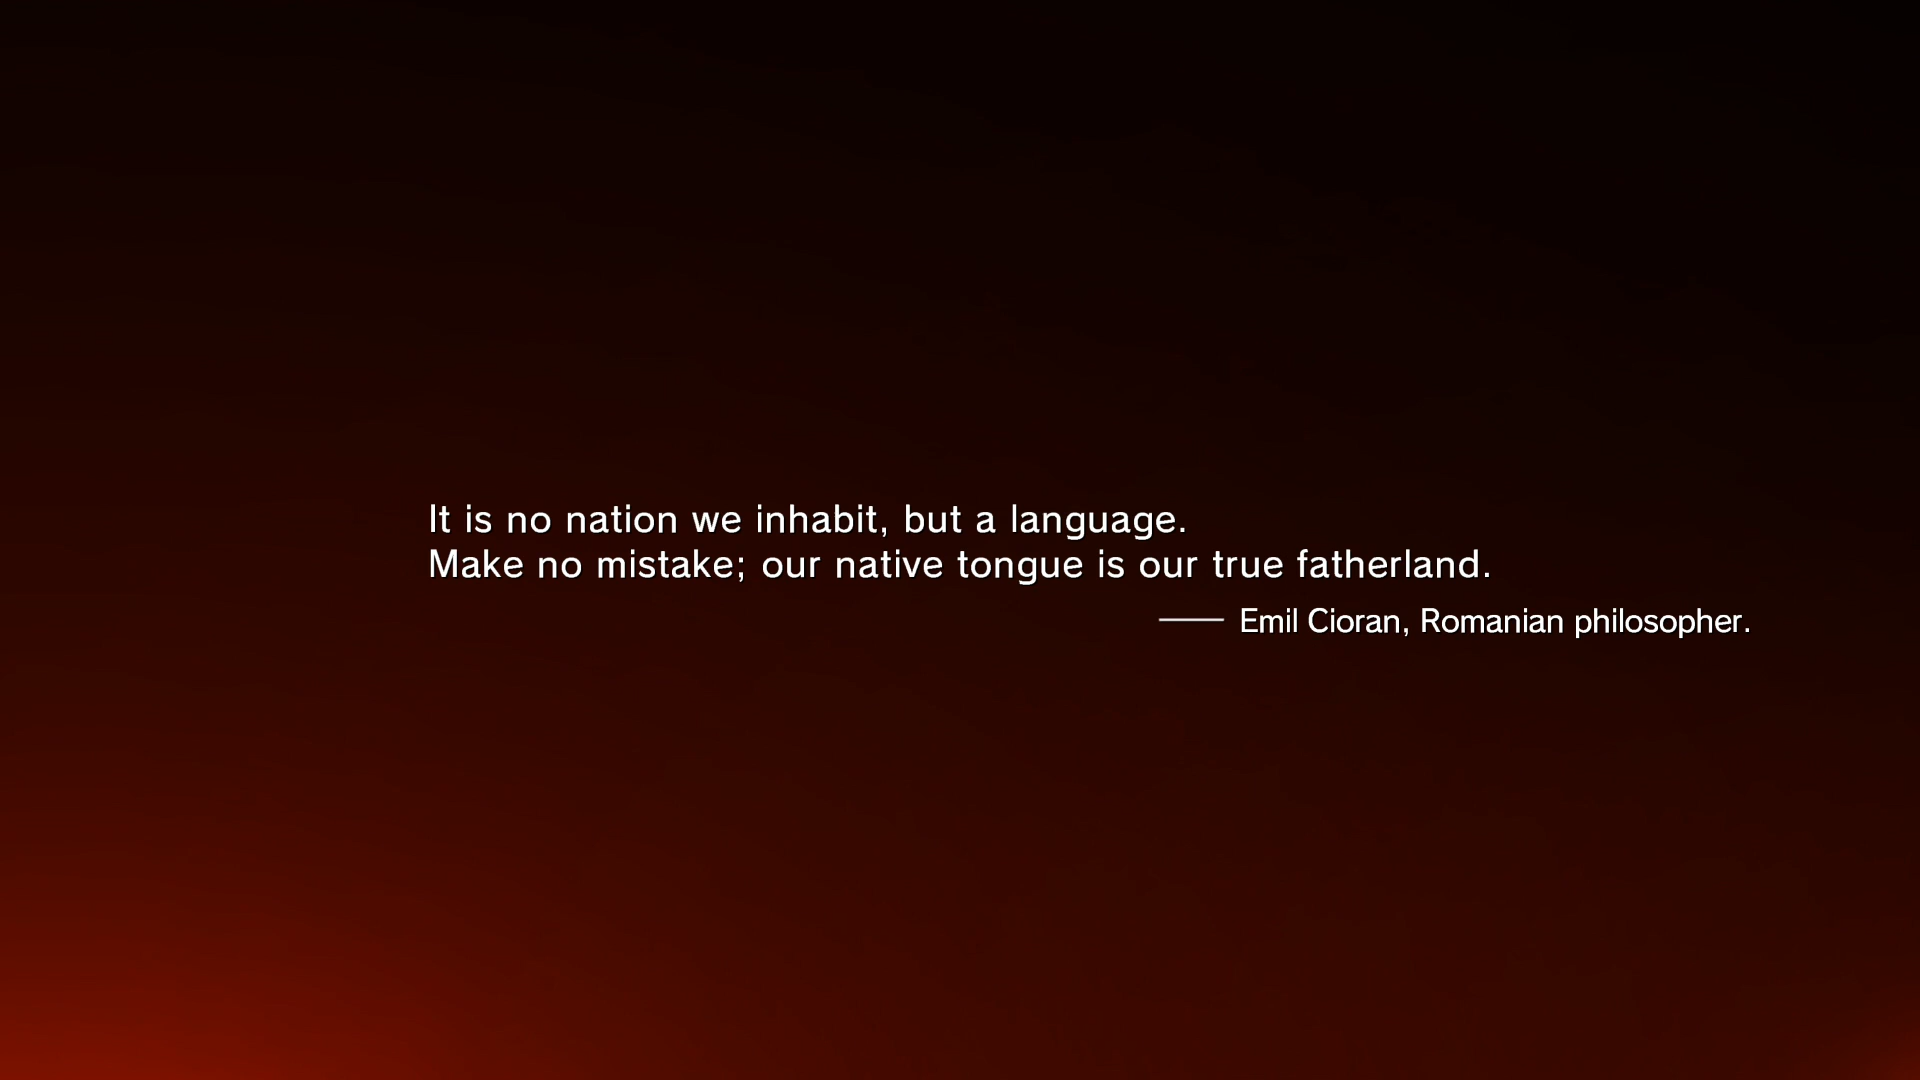 It is no nation we inhabit, but a language.
Make no mistake; our native tongue is our true fatherland.
—— Emil Cioran, Romanian philosopher.